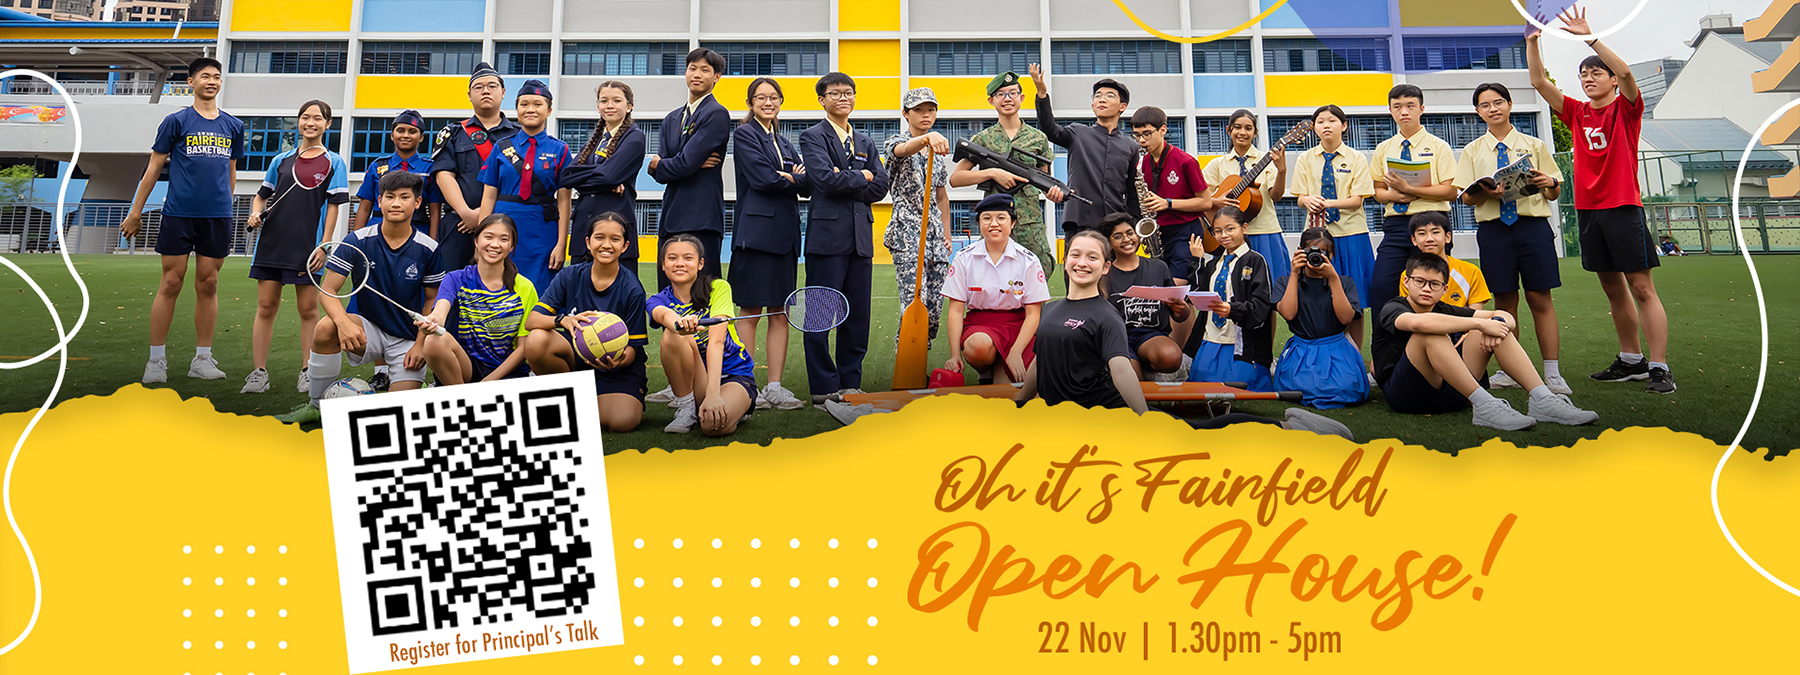 FAIRFIELD
BASKETBALL
15
Register for Principal's Talk
Oh it's Fairfield
Open House!
22 Nov | 1.30pm - 5pm